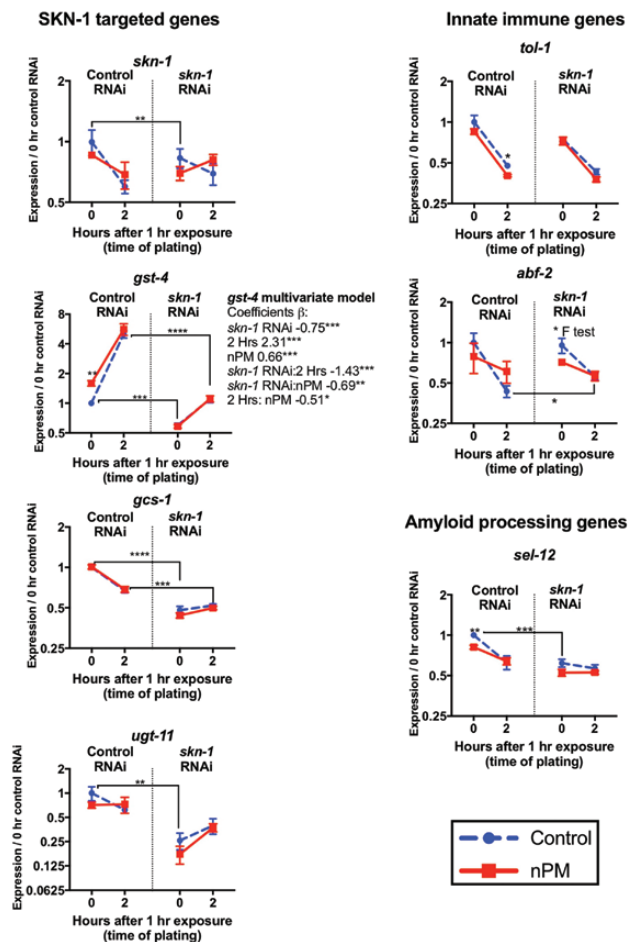 SKN-1 targeted genes
skn-1
Control
RNAi
skn-1
RNAi
**
Expression / 0 hr control RNAi
2
1
0.5
0 2 0 2
Hours after 1 hr exposure
(time of plating)
gst-4
Control
RNAi
skn-1
RNAi
**
****
***
Expression / 0 hr control RNAi
8
4
2
1
0.5
0 2 0 2
Hours after 1 hr exposure
(time of plating)
gst-4 multivariate model
Coefficients β:
skn-1 RNAi -0.75***
2 Hrs 2.31***
nPM 0.66***
skn-1 RNAi:2 Hrs -1.43***
skn-1 RNAi:nPM -0.69**
2 Hrs: nPM -0.51*
gcs-1
Control
RNAi
skn-1
RNAi
****
***
Expression / 0 hr control RNAi
2
1
0.5
0.25
0 2 0 2
Hours after 1 hr exposure
(time of plating)
ugt-11
Control
RNAi
skn-1
RNAi
**
Expression / 0 hr control RNAi
2
1
0.5
0.25
0.125
0.0625
0 2 0 2
Hours after 1 hr exposure
(time of plating)
Innate immune genes
tol-1
Control
RNAi
skn-1
RNAi
*
Expression / 0 hr control RNAi
2
1
0.5
0.25
0 2 0 2
Hours after 1 hr exposure
(time of plating)
abf-2
Control
RNAi
skn-1
RNAi
* F test
*
Expression / 0 hr control RNAi
2
1
0.5
0.25
0 2 0 2
Hours after 1 hr exposure
(time of plating)
Amyloid processing genes
sel-12
Control
RNAi
skn-1
RNAi
**
***
Expression / 0 hr control RNAi
2
1
0.5
0.25
0 2 0 2
Hours after 1 hr exposure
(time of plating)
Control
nPM